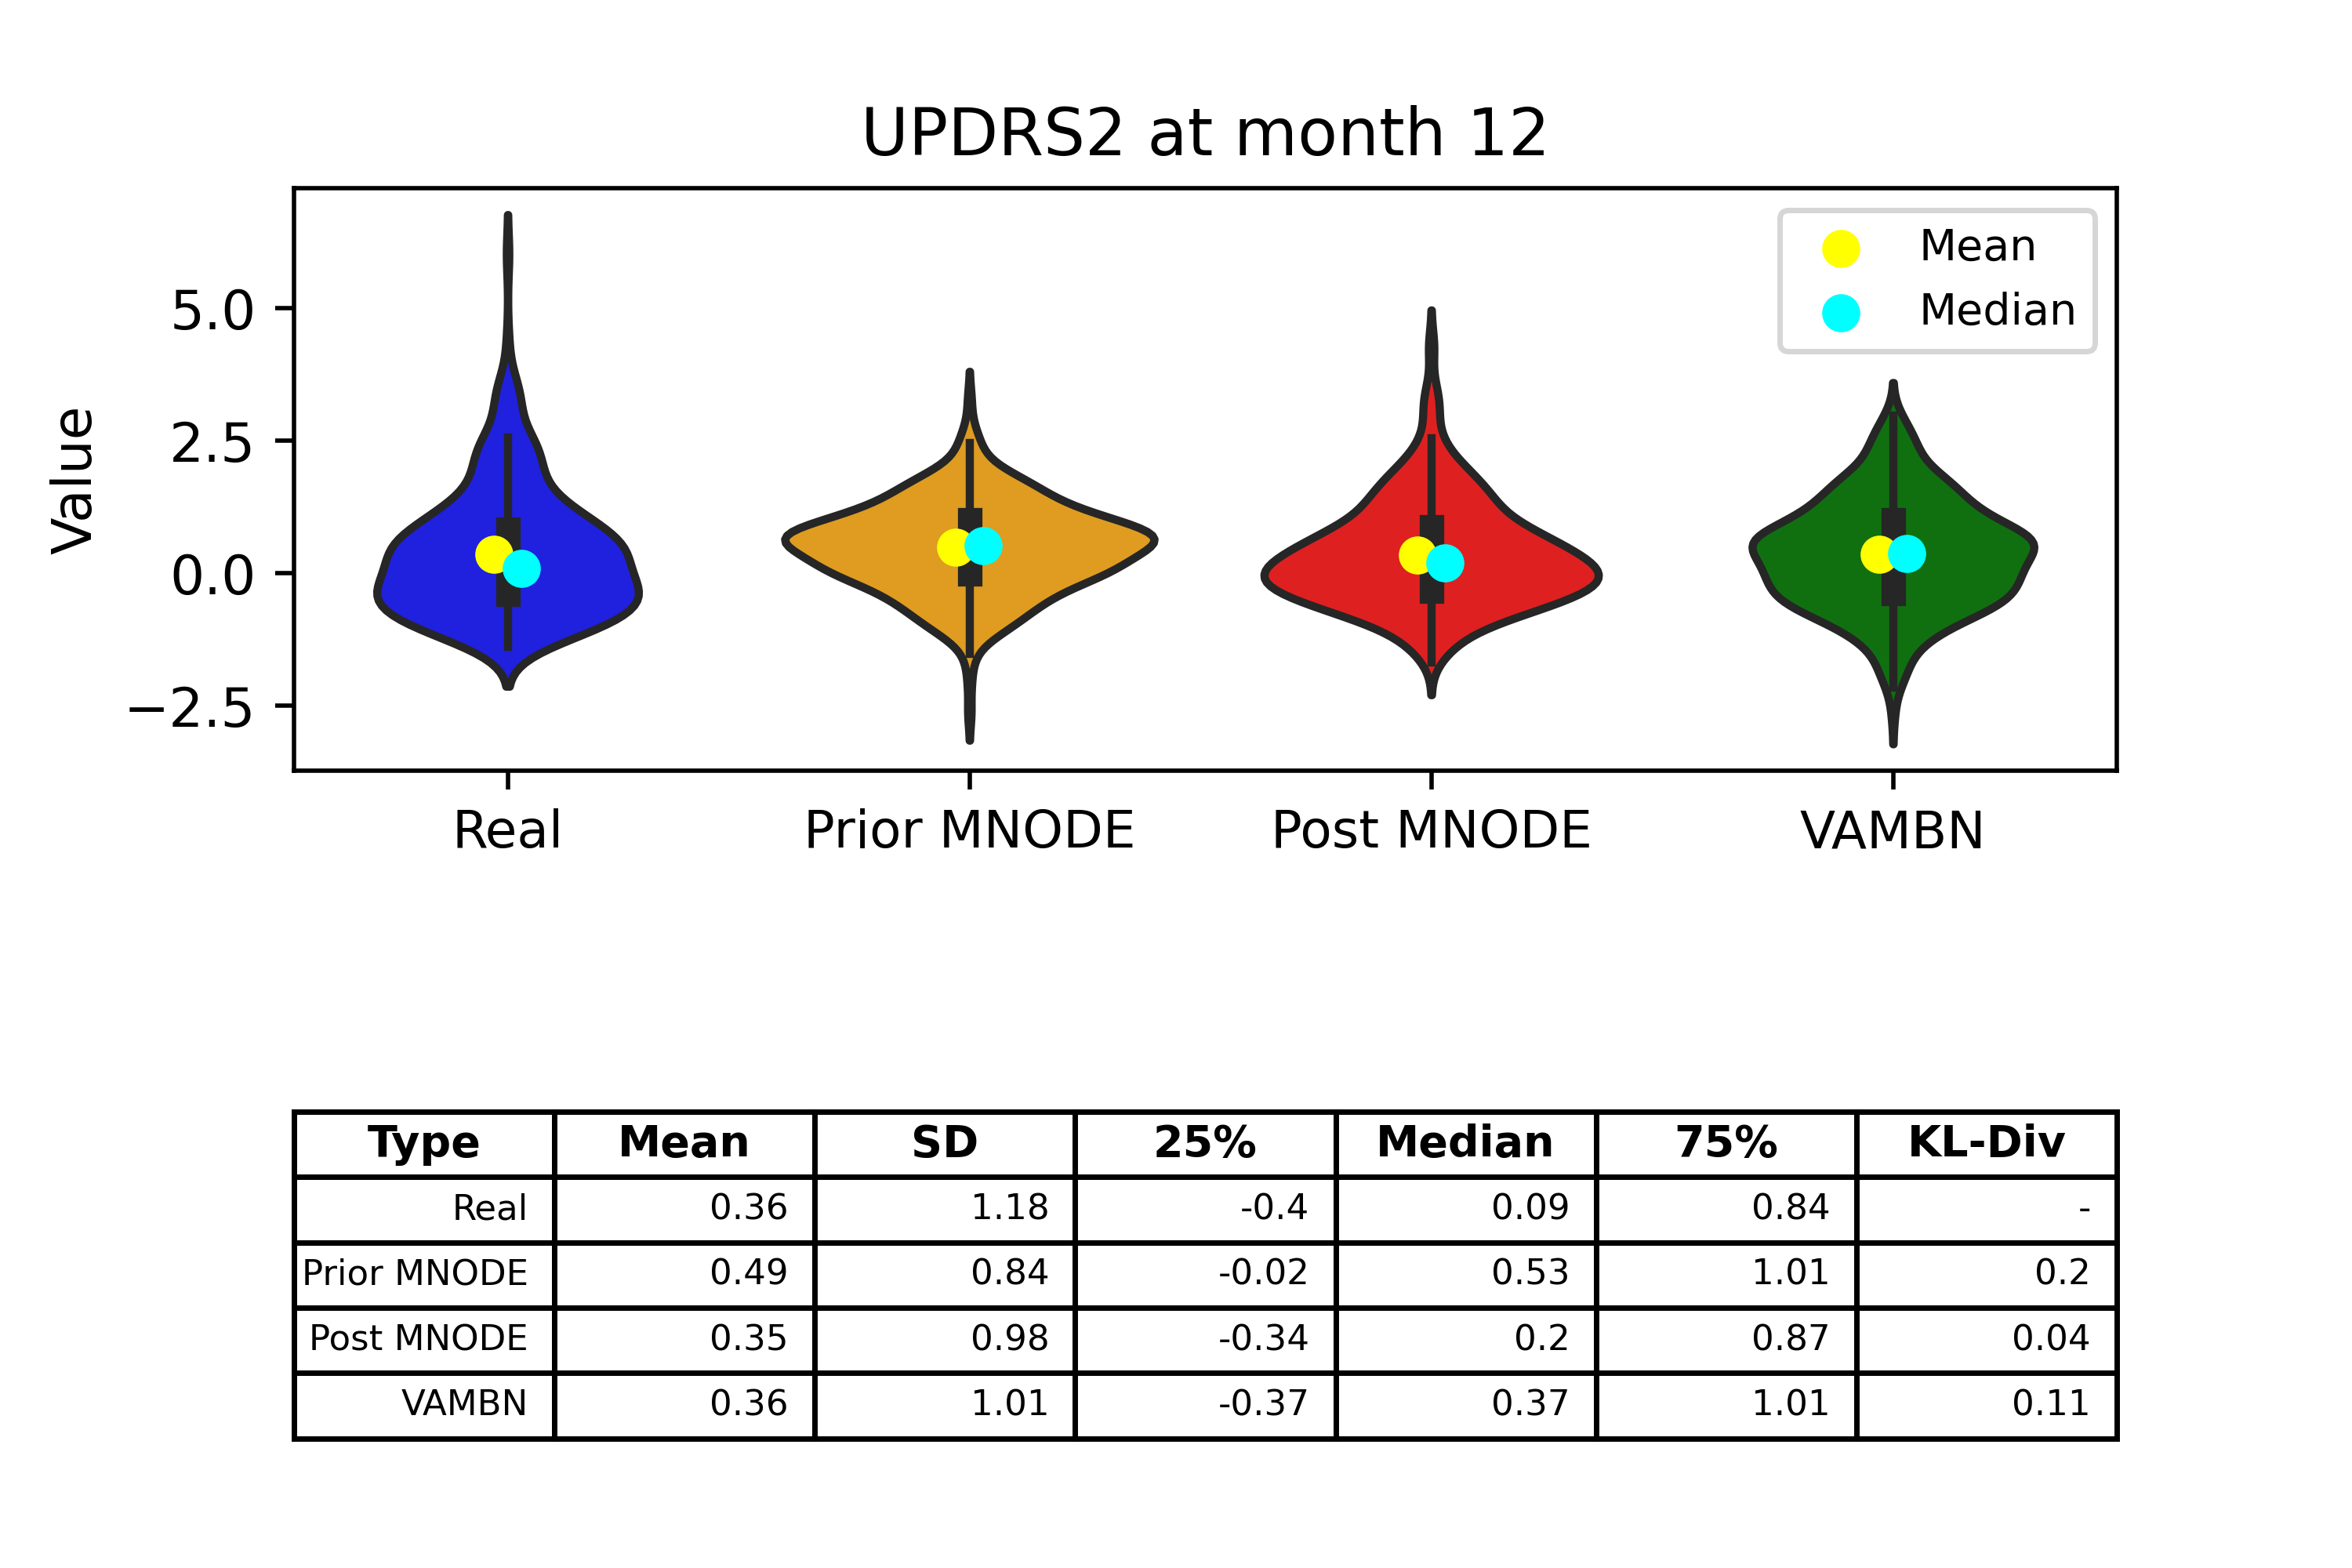 UPDRS2 at month 12
Value
5.0
2.5
0.0
−2.5
Mean
Median
Real Prior MNODE Post MNODE VAMBN
Type Mean SD 25% Median 75% KL-Div
Real 0.36 1.18 -0.4 0.09 0.84 -
Prior MNODE 0.49 0.84 -0.02 0.53 1.01 0.2
Post MNODE 0.35 0.98 -0.34 0.2 0.87 0.04
VAMBN 0.36 1.01 -0.37 0.37 1.01 0.11